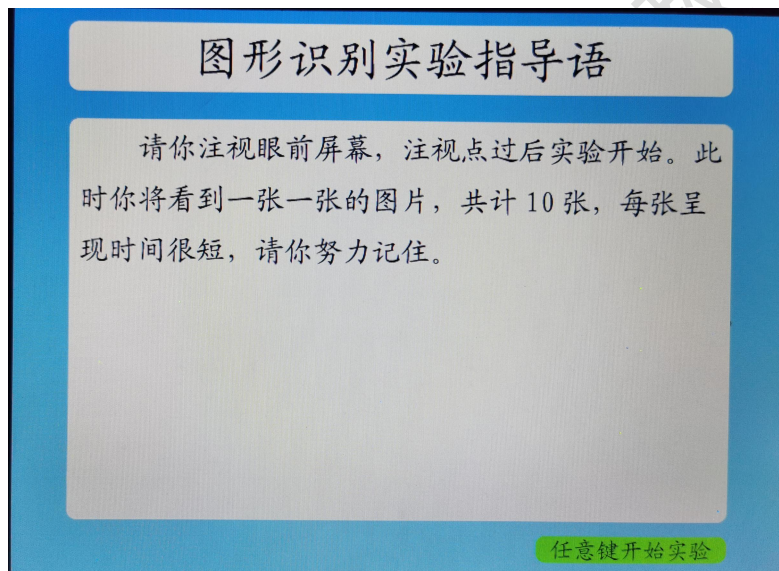 图形识别实验指导语
请你注视眼前屏幕，注视点过后实验开始。此
时你将看到一张一张的图片，共计 10 张，每张呈
现时间很短，请你努力记住。
任意键开始实验